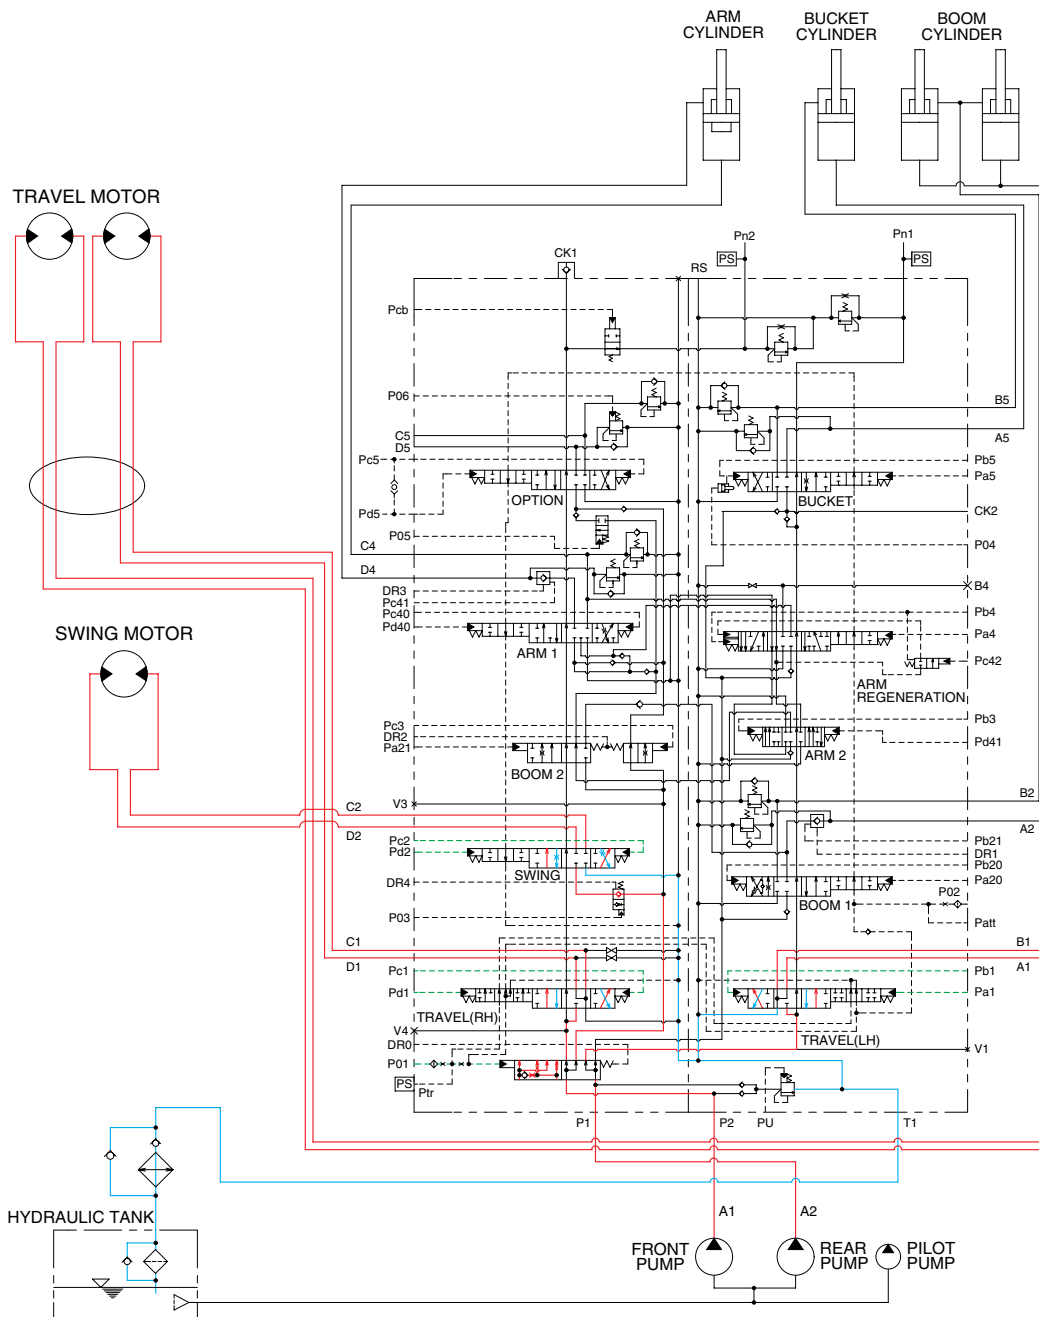 ARM
CYLINDER
BUCKET
CYLINDER
BOOM
CYLINDER
TRAVEL MOTOR
Pn2
Pn1
CK1
PS
RS
PS
Pcb
P06
C5
D5
B5
A5
Pc5
Pb5
Pa5
OPTION
BUCKET
Pd5
CK2
P05
C4
P04
D4
DR3
Pc41
Pc40
Pd40
B4
Pb4
Pa4
SWING MOTOR
ARM 1
Pc42
ARM
REGENERATION
Pc3
DR2
Pa21
Pb3
Pd41
ARM 2
BOOM 2
C2
V3
B2
D2
A2
Pc2
Pd2
Pb21
DR1
Pb20
SWING
DR4
Pa20
P02
BOOM 1
P03
Patt
C1
B1
D1
A1
Pc1
Pb1
Pd1
Pa1
TRAVEL(RH)
TRAVEL(LH)
V4
DR0
V1
P01
PS
Ptr
P1
P2
PU
T1
HYDRAULIC TANK
A1
A2
FRONT
PUMP
REAR
PUMP
PILOT
PUMP